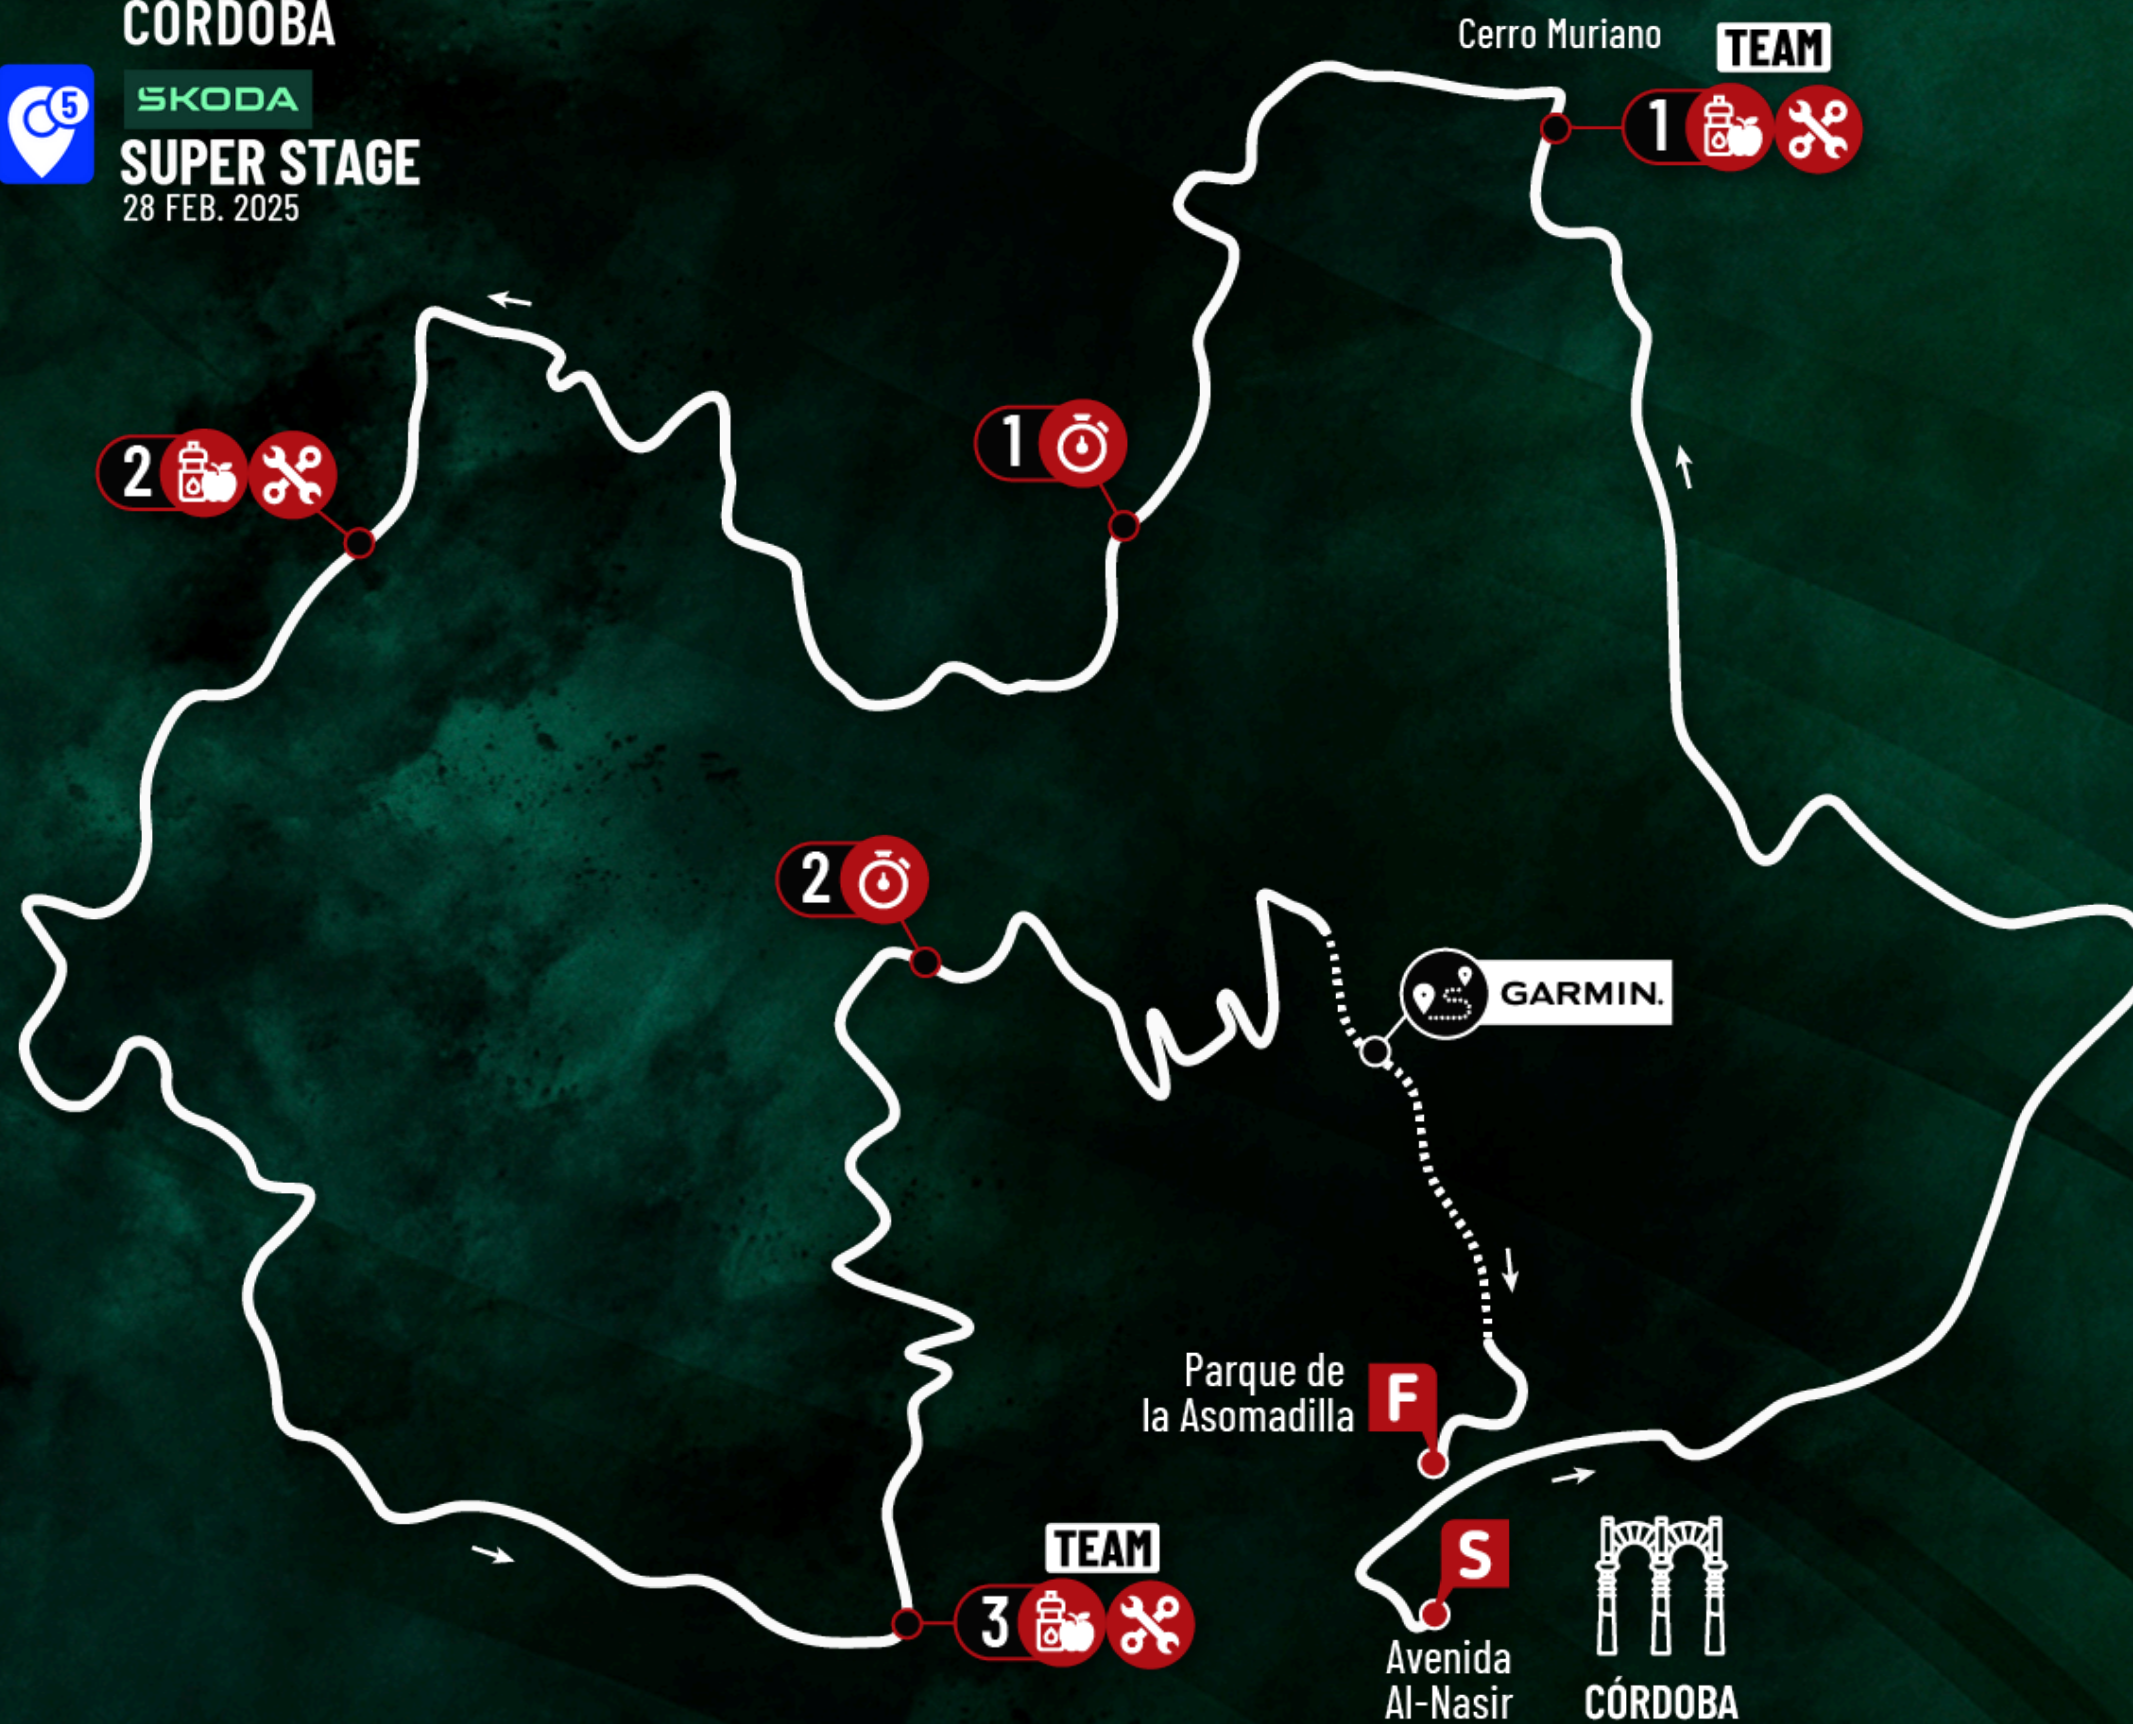 CÓRDOBA
5
SKODA
SUPER STAGE
28 FEB. 2025
Cerro Muriano
TEAM
1
1
2
2
GARMIN.
Parque de
la Asomadilla
F
S
Avenida
Al-Nasir
CÓRDOBA
TEAM
3